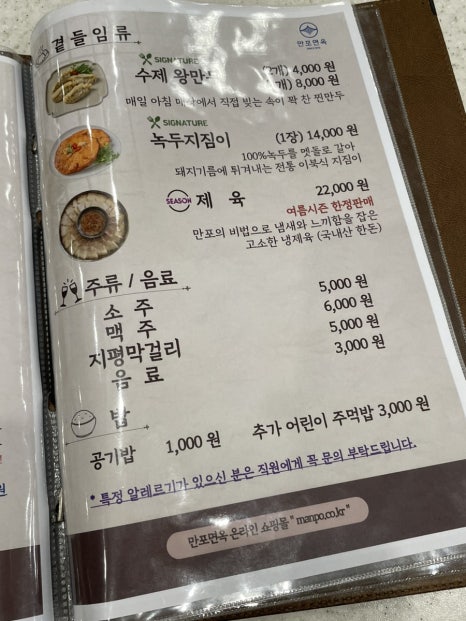 곁들임류
만포면옥
SIGNATURE
수제 왕만두 (2개) 4,000 원
8,000 원
매일 아침 매장에서 직접 빚는 속이 꽉 찬 찐만두
SIGNATURE
녹두지짐이 (1장) 14,000 원
100%녹두를 맷돌로 갈아
돼지기름에 튀겨내는 전통 이북식 지짐이
SEASON 제 육 22,000 원
여름시즌 한정판매
만포의 비법으로 냄새와 느끼함을 잡은
고소한 냉제육 (국내산 한돈)
주류 / 음료
소 주 5,000 원
맥 주 6,000 원
지평막걸리 5,000 원
음 료 3,000 원
밥
공기밥 1,000 원 추가 어린이 주먹밥 3,000 원
* 특정 알레르기가 있으신 분은 직원에게 꼭 문의 부탁드립니다.
만포면옥 온라인 쇼핑몰 " manpo.co.kr "